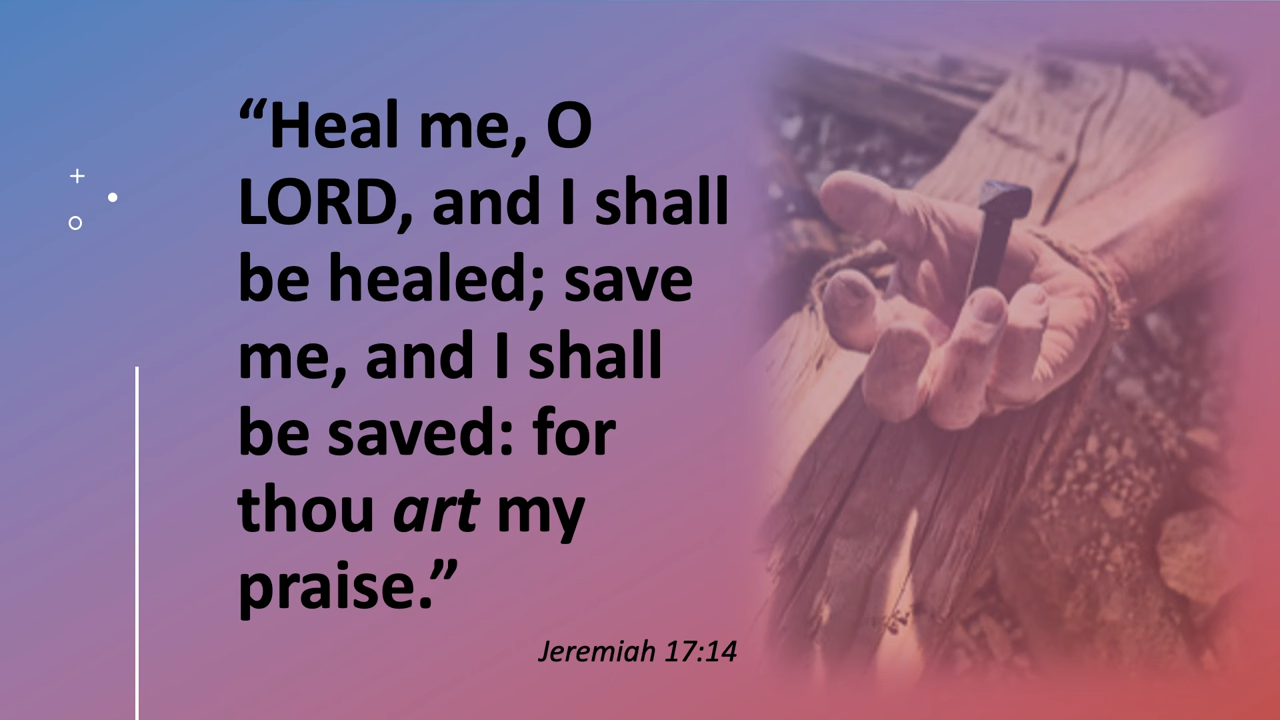 “Heal me, O
LORD, and I shall
be healed; save
me, and I shall
be saved: for
thou art my
praise.”
Jeremiah 17:14